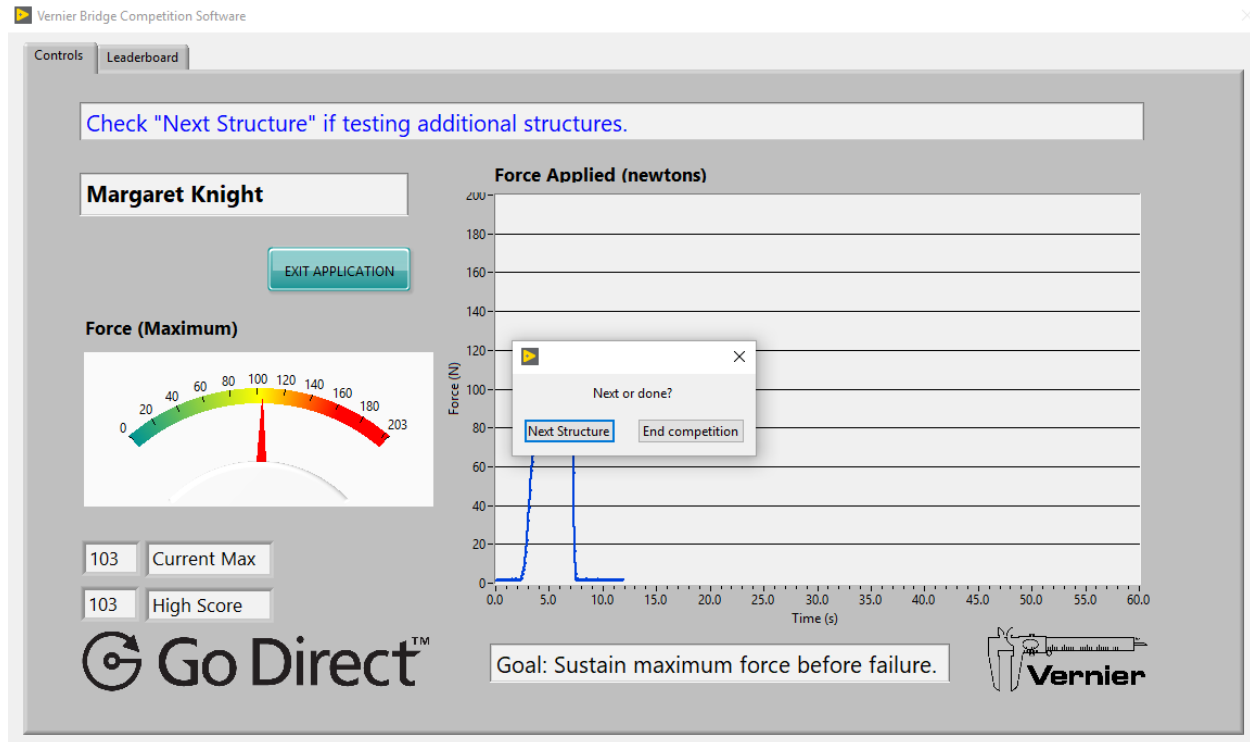 Vernier Bridge Competition Software
Controls
Leaderboard
Check "Next Structure" if testing additional structures.
Margaret Knight
EXIT APPLICATION
Force (Maximum)
0 20 40 60 80 100 120 140 160 180 203
103 Current Max
103 High Score
Go Direct™
Force Applied (newtons)
Force (N)
200
180
160
140
120
100
80
60
40
20
0
0.0 5.0 10.0 15.0 20.0 25.0 30.0 35.0 40.0 45.0 50.0 55.0 60.0
Time (s)
Next or done?
Next Structure End competition
Goal: Sustain maximum force before failure.
Vernier